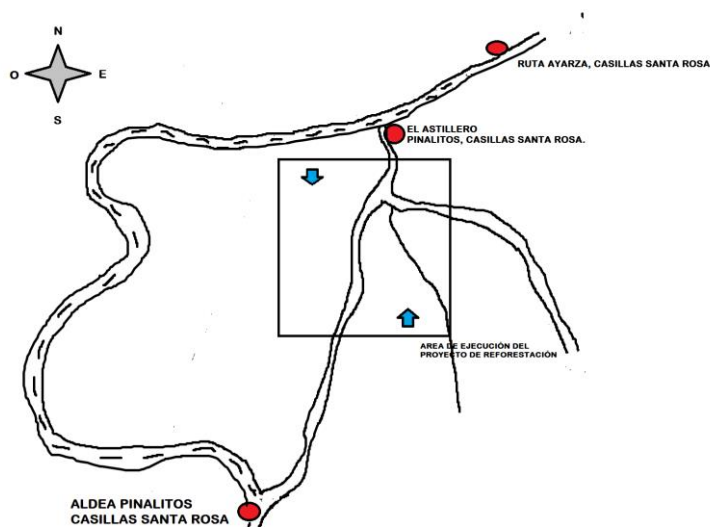 N
O E
S
RUTA AYARZA, CASILLAS SANTA ROSA
EL ASTILLERO
PINALITOS, CASILLAS SANTA ROSA.
AREA DE EJECUCIÓN DEL
PROYECTO DE REFORESTACIÓN
ALDEA PINALITOS
CASILLAS SANTA ROSA